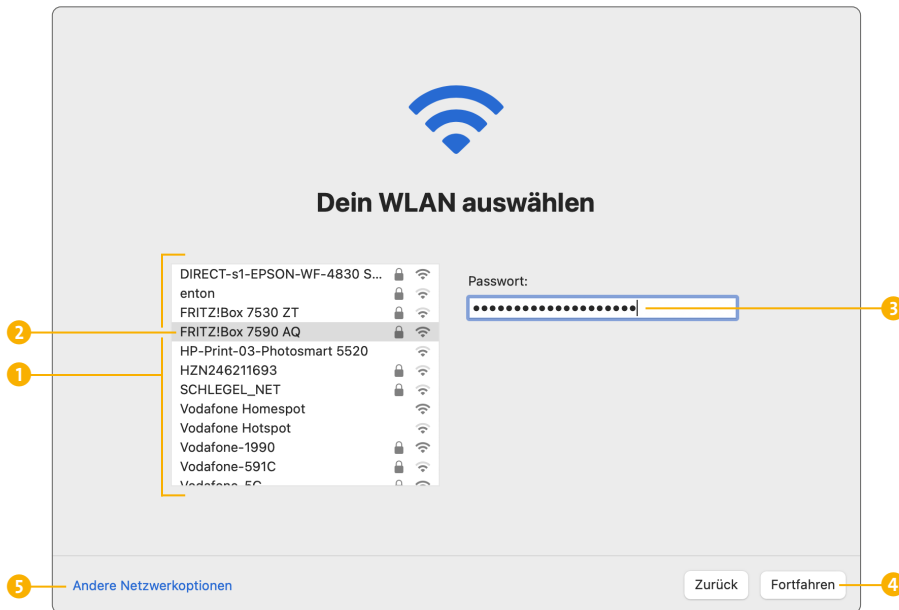 Dein WLAN auswählen
DIRECT-s1-EPSON-WF-4830 S...
enton
FRITZ!Box 7530 ZT
FRITZ!Box 7590 AQ
HP-Print-03-Photosmart 5520
HZN246211693
SCHLEGEL_NET
Vodafone Homespot
Vodafone Hotspot
Vodafone-1990
Vodafone-591C
Vodafone-5C
Passwort:
●●●●●●●●●●●●●●●●●●●●
2
1
3
5
Andere Netzwerkoptionen
Zurück
Fortfahren
4